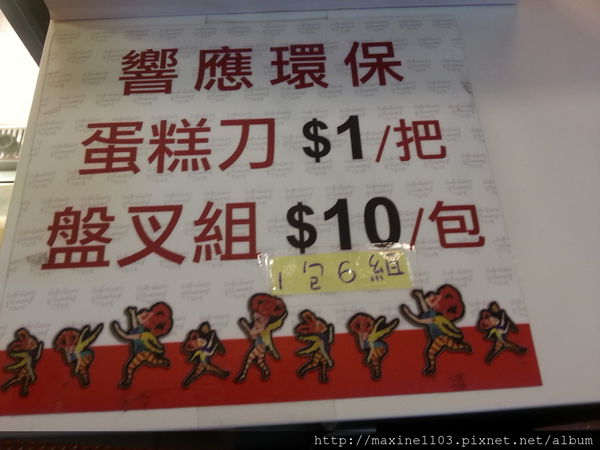 響應環保
蛋糕刀 $1/把
盤叉組 $10/包
1包6組
http://maxine1103.pixnet.net/album